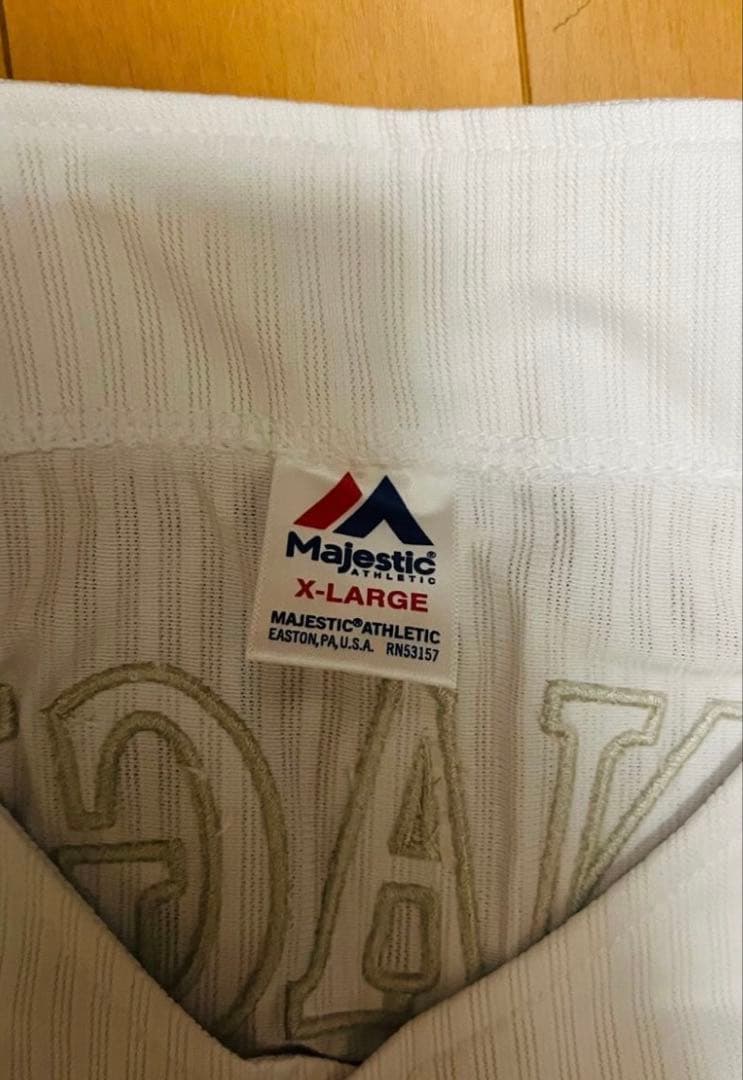 Majestic®
ATHLETIC
X-LARGE
MAJESTIC® ATHLETIC
EASTON, PA, U.S.A. RN53157